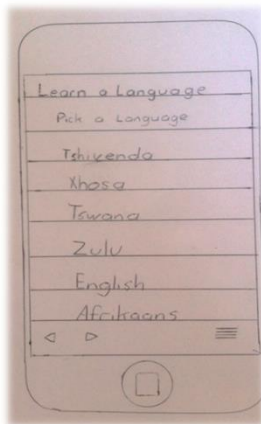 Learn a Language
Pick a Language
Tshivenda
Xhosa
Tswana
Zulu
English
Afrikaans